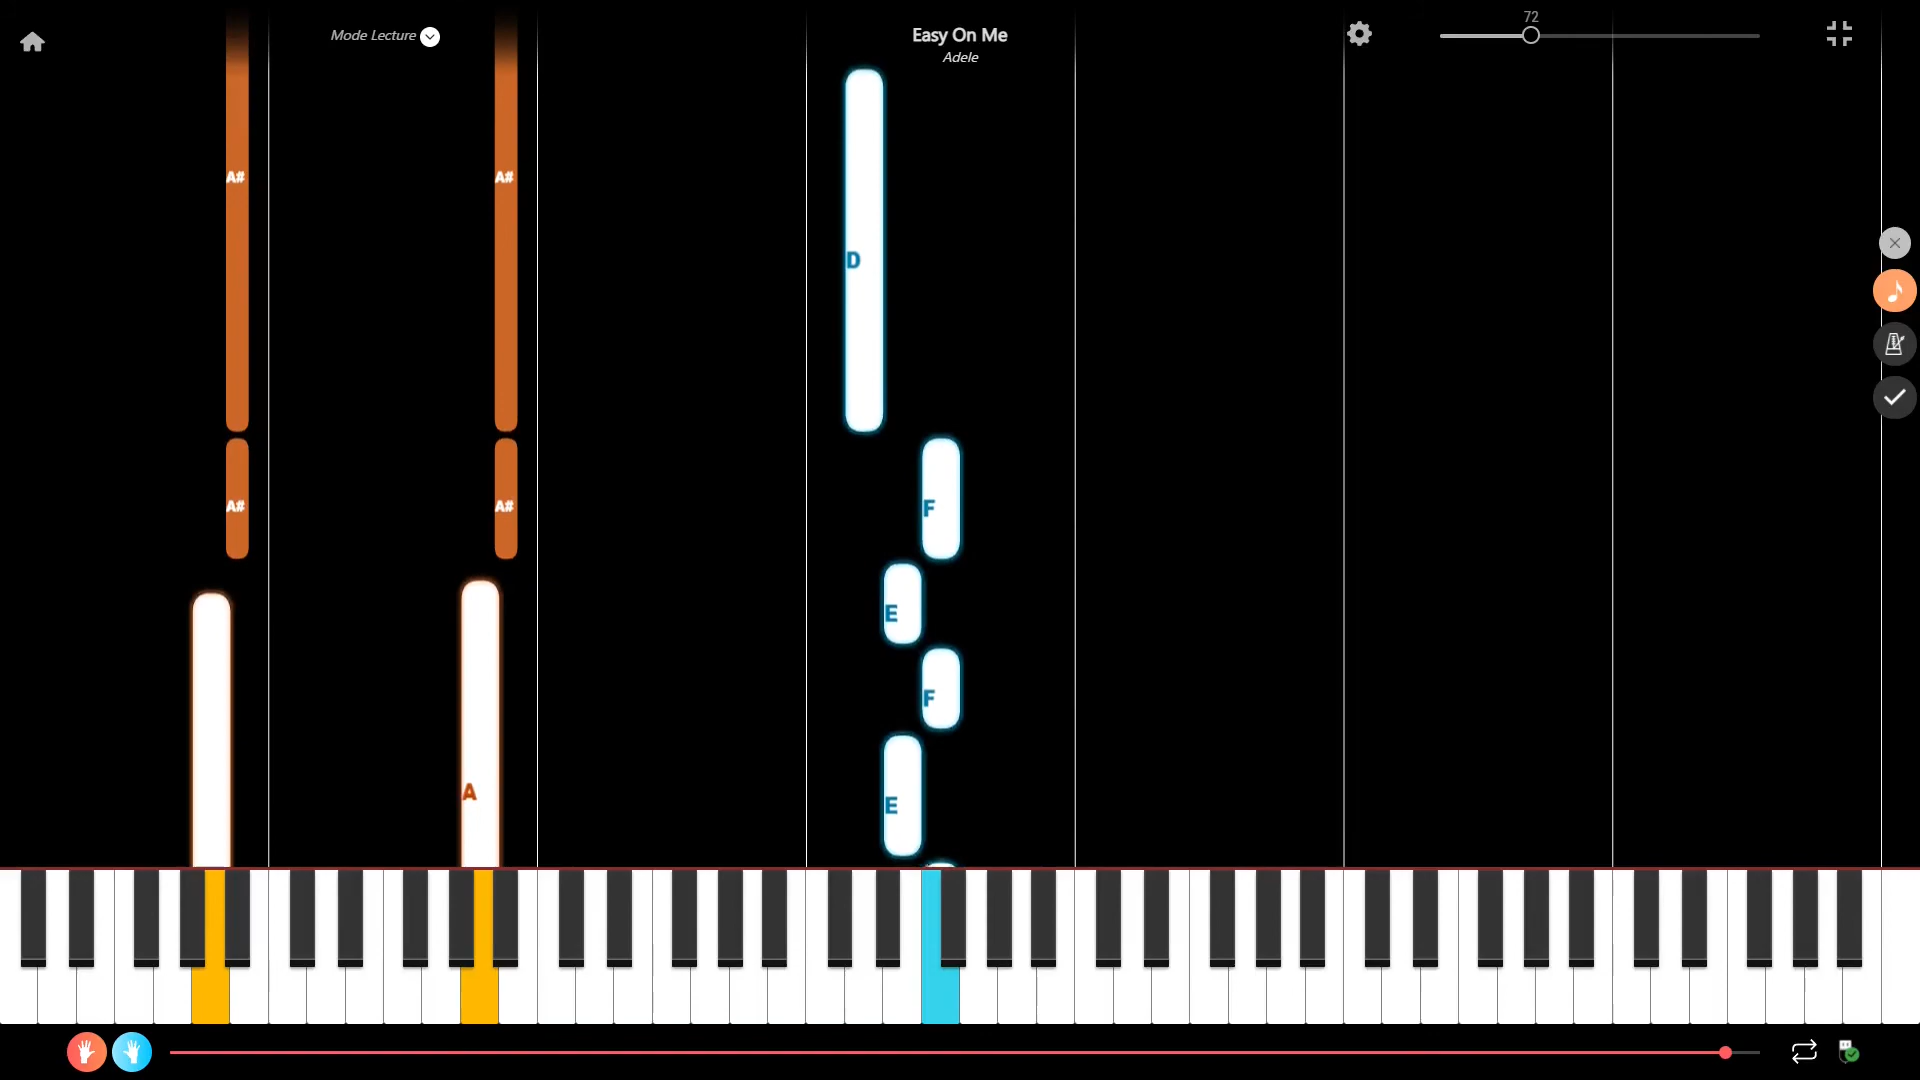 Mode Lecture
Easy On Me
Adele
72
A#
A#
D
A#
A#
F
E
F
A
E